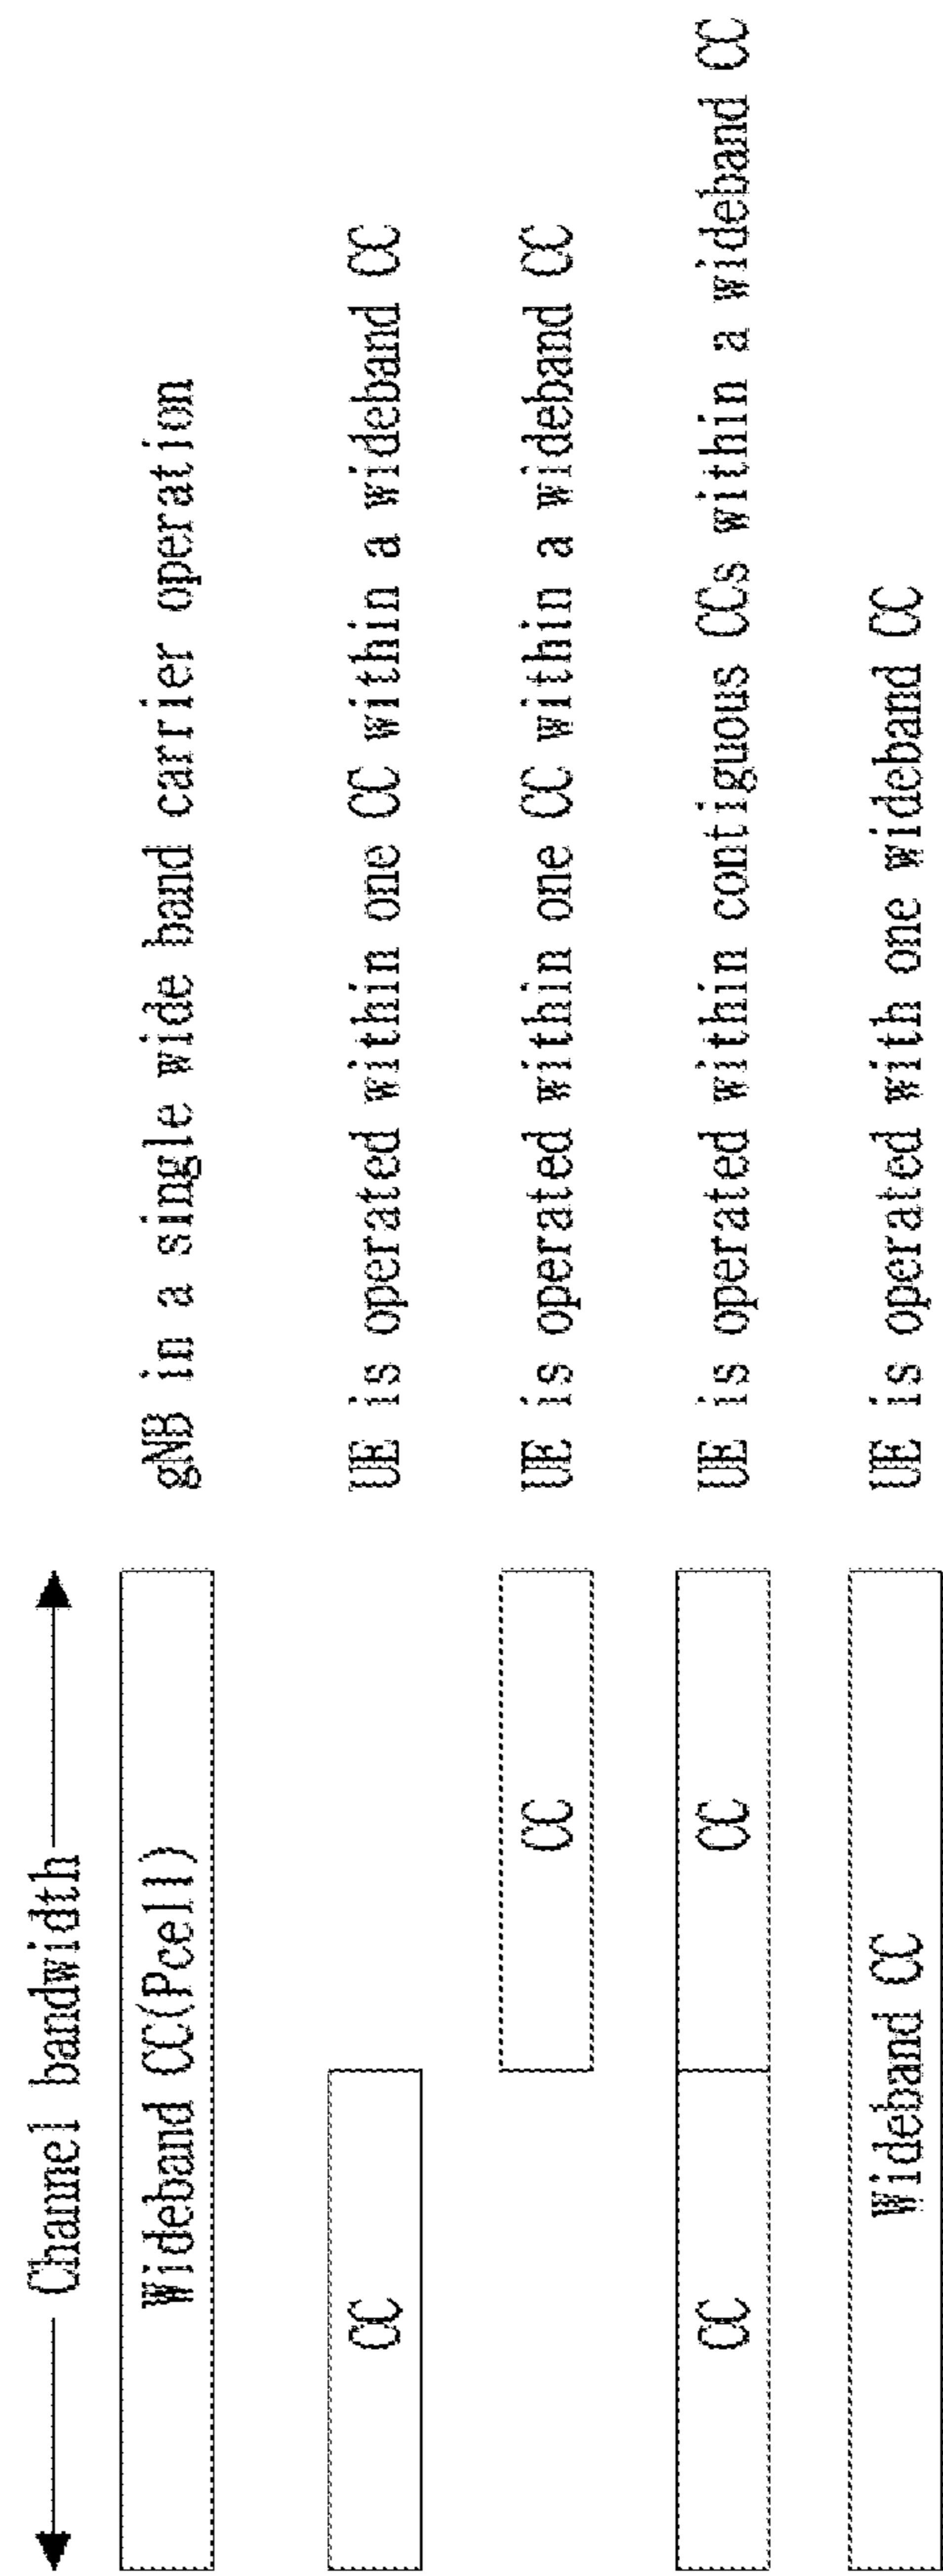 Channel bandwidth
Wideband CC(Pcell) gNB in a single wide band carrier operation
CC UE is operated within one CC within a wideband CC
CC UE is operated within one CC within a wideband CC
CC CC UE is operated within contiguous CCs within a wideband CC
Wideband CC UE is operated with one wideband CC